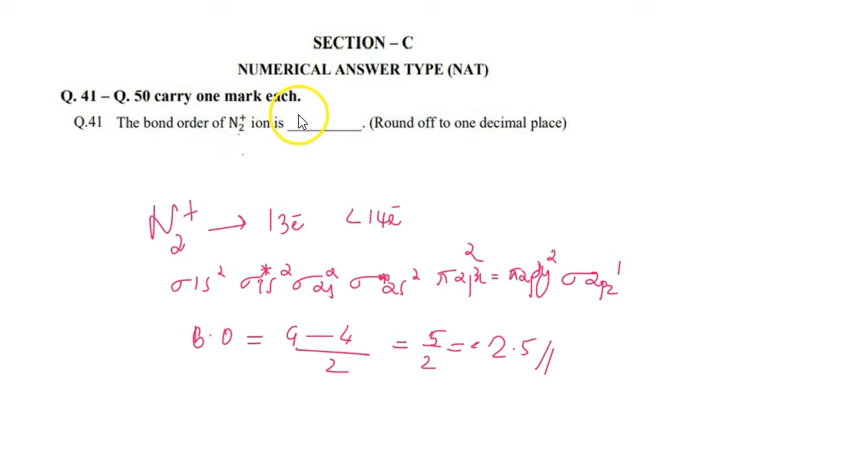 SECTION – C
NUMERICAL ANSWER TYPE (NAT)
Q. 41 – Q. 50 carry one mark each.
Q.41 The bond order of N₂⁺ ion is __________. (Round off to one decimal place)
N₂⁺ → 13ē <14ē
σ1s² σ*1s² σ2s² σ*2s² π2px² = π2py² σ2pz¹
B.O = 9 — 4 / 2 = 5/2 = 2.5//